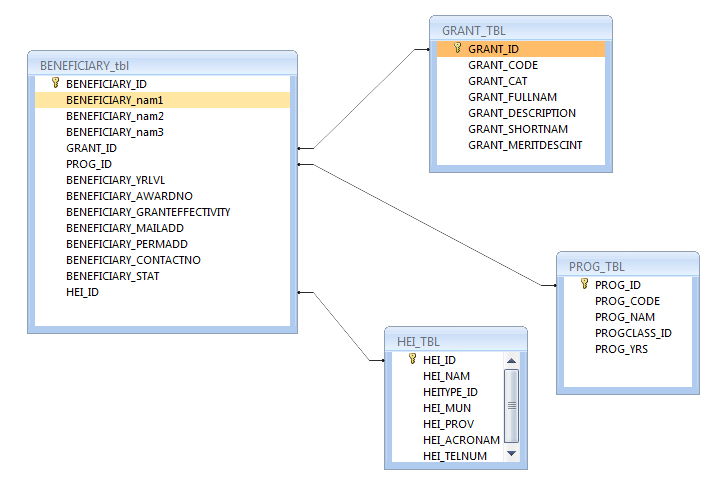 BENEFICIARY_tbl
BENEFICIARY_ID
BENEFICIARY_nam1
BENEFICIARY_nam2
BENEFICIARY_nam3
GRANT_ID
PROG_ID
BENEFICIARY_YRLVL
BENEFICIARY_AWARDNO
BENEFICIARY_GRANTEFFECTIVITY
BENEFICIARY_MAILADD
BENEFICIARY_PERMADD
BENEFICIARY_CONTACTNO
BENEFICIARY_STAT
HEI_ID
GRANT_TBL
GRANT_ID
GRANT_CODE
GRANT_CAT
GRANT_FULLNAM
GRANT_DESCRIPTION
GRANT_SHORTNAM
GRANT_MERITDESCINT
PROG_TBL
PROG_ID
PROG_CODE
PROG_NAM
PROGCLASS_ID
PROG_YRS
HEI_TBL
HEI_ID
HEI_NAM
HEITYPE_ID
HEI_MUN
HEI_PROV
HEI_ACRONAM
HEI_TELNUM